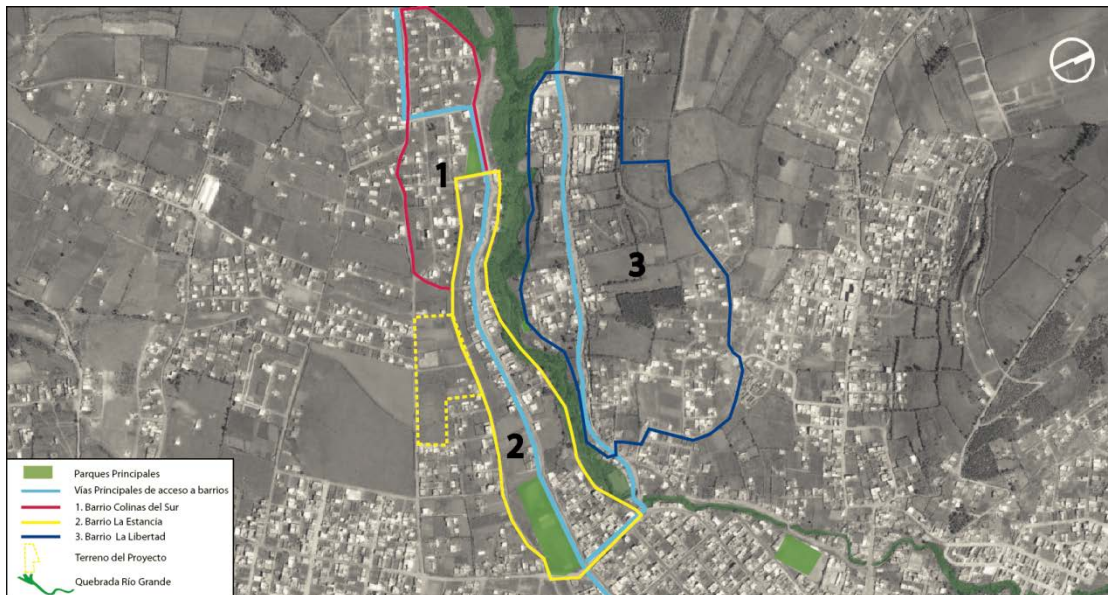 1
2
3
Parques Principales
Vías Principales de acceso a barrios
1. Barrio Colinas del Sur
2. Barrio La Estancia
3. Barrio La Libertad
Terreno del Proyecto
Quebrada Río Grande